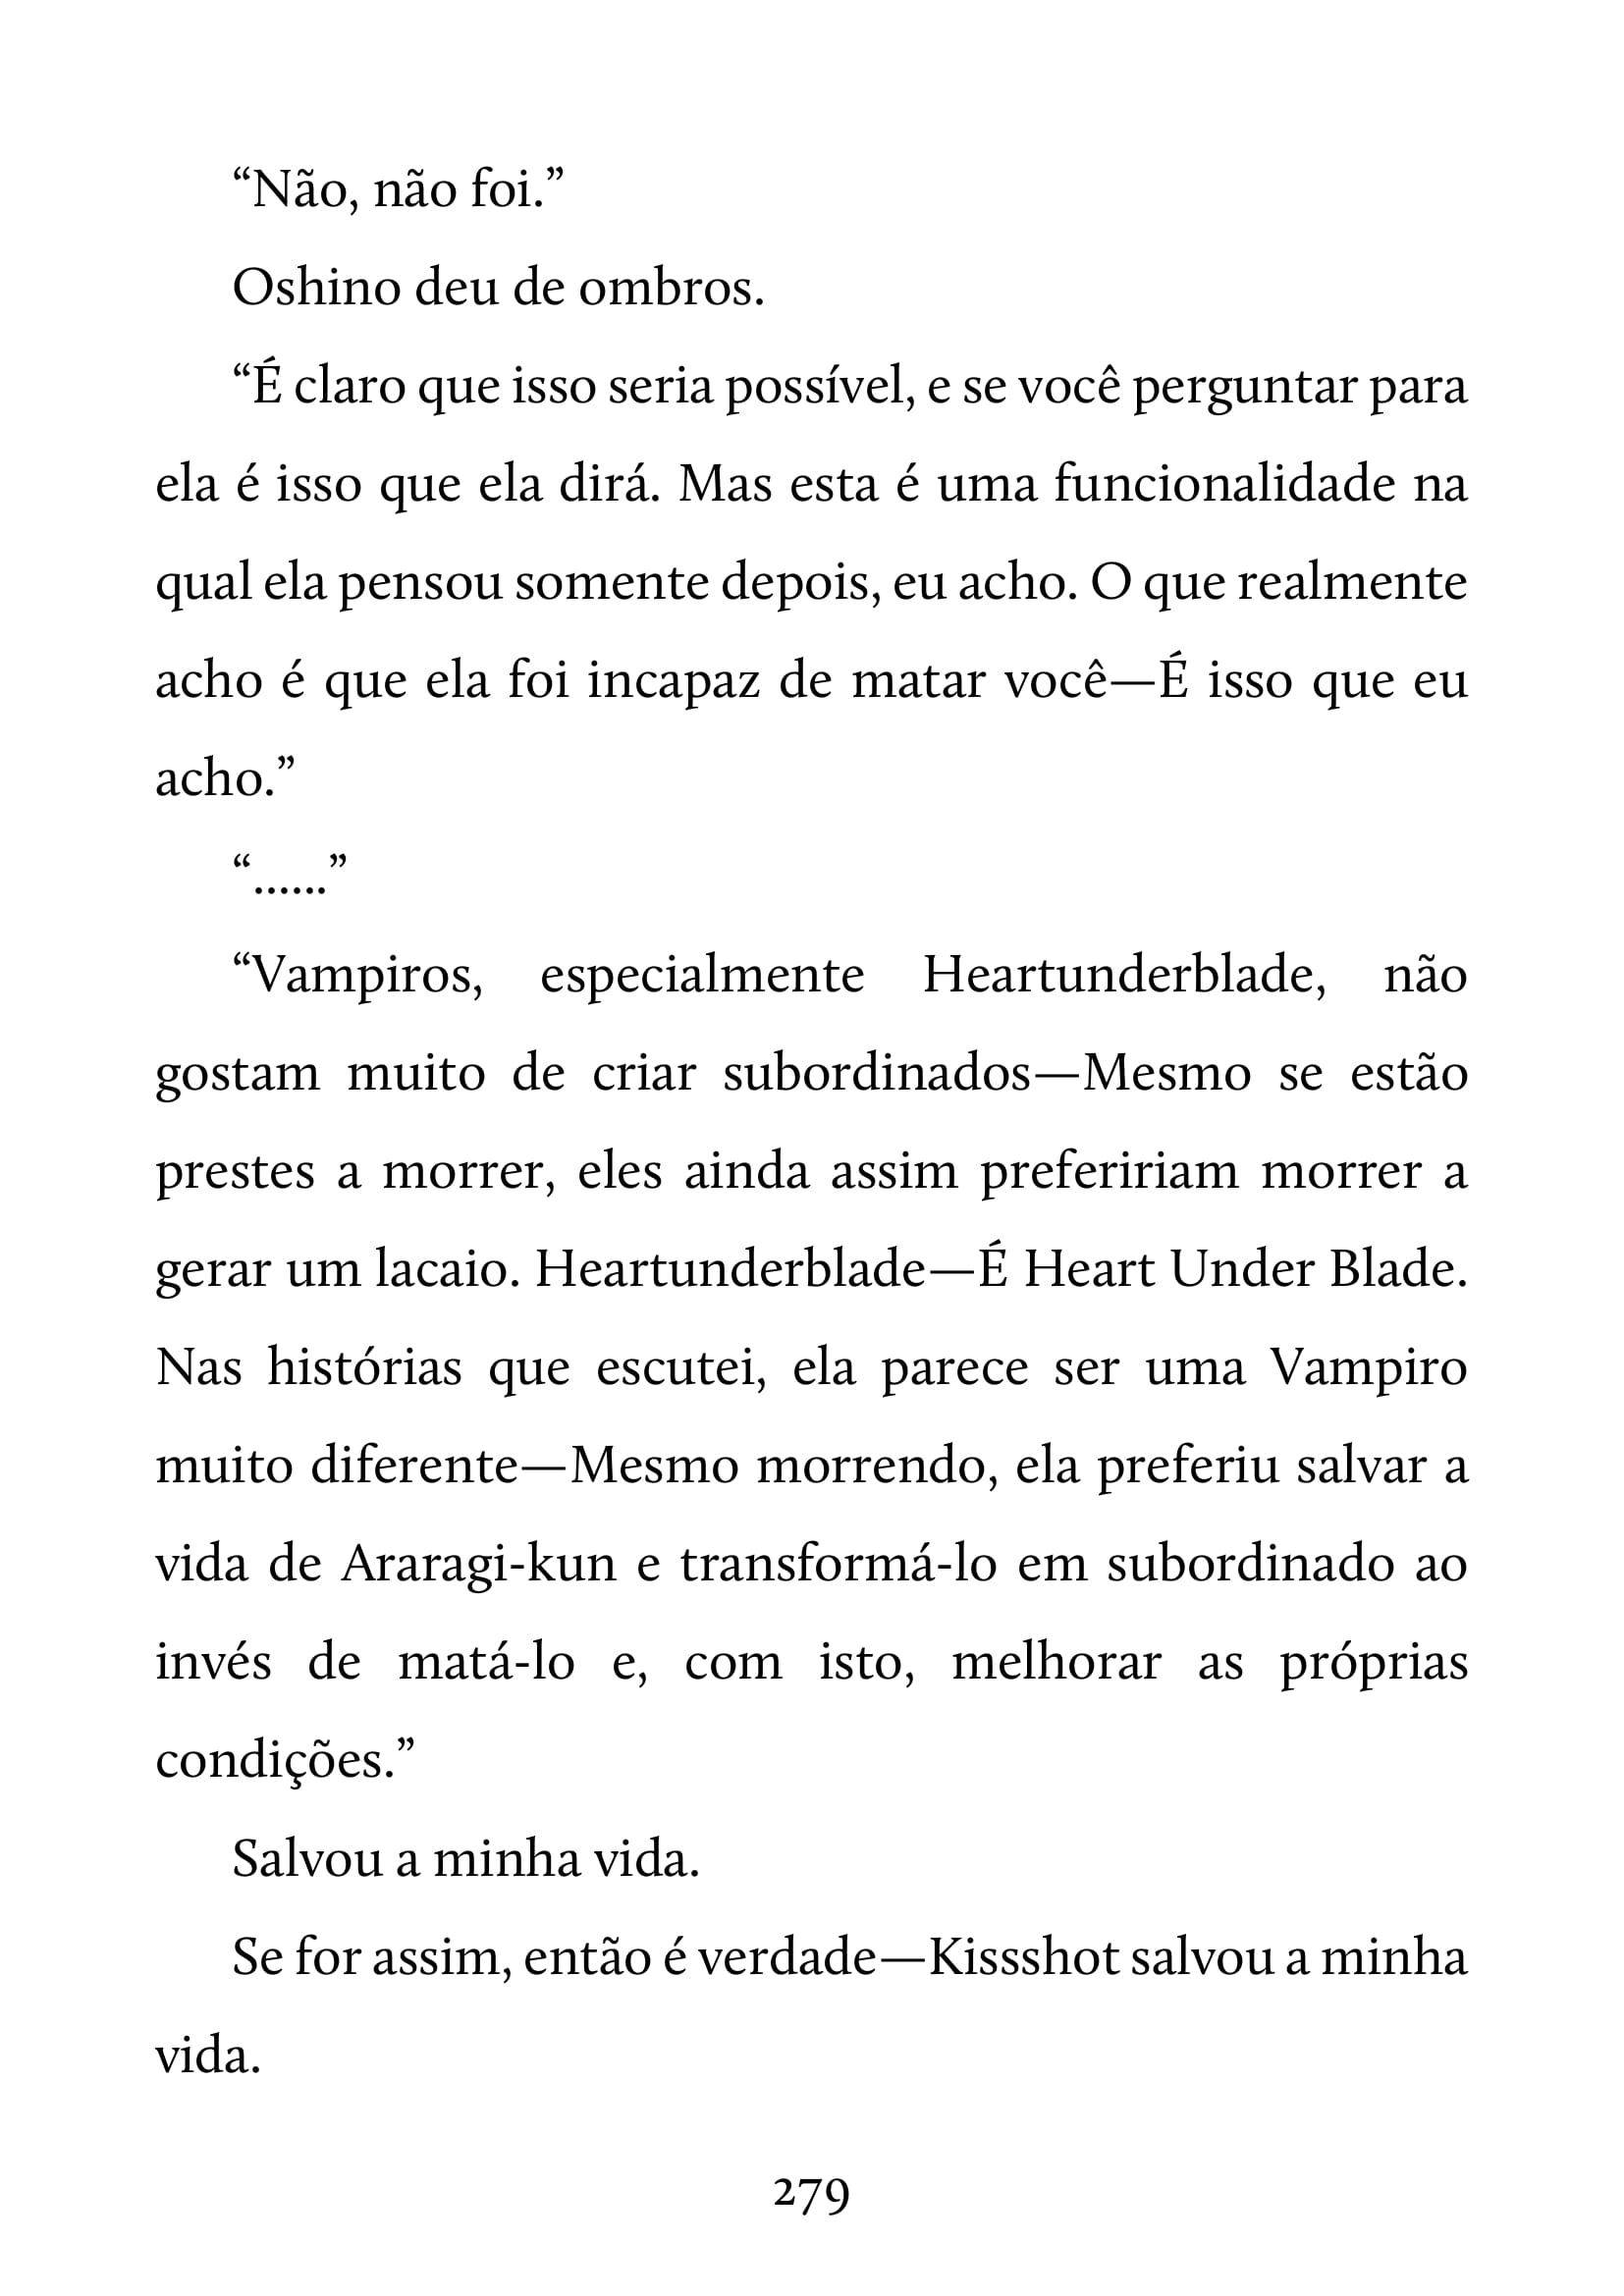 “Não, não foi.”
Oshino deu de ombros.
“É claro que isso seria possível, e se você perguntar para
ela é isso que ela dirá. Mas esta é uma funcionalidade na
qual ela pensou somente depois, eu acho. O que realmente
acho é que ela foi incapaz de matar você—É isso que eu
acho.”
“......”
“Vampiros, especialmente Heartunderblade, não
gostam muito de criar subordinados—Mesmo se estão
prestes a morrer, eles ainda assim prefeririam morrer a
gerar um lacaio. Heartunderblade—É Heart Under Blade.
Nas histórias que escutei, ela parece ser uma Vampiro
muito diferente—Mesmo morrendo, ela preferiu salvar a
vida de Araragi-kun e transformá-lo em subordinado ao
invés de matá-lo e, com isto, melhorar as próprias
condições.”
Salvou a minha vida.
Se for assim, então é verdade—Kissshot salvou a minha
vida.
279